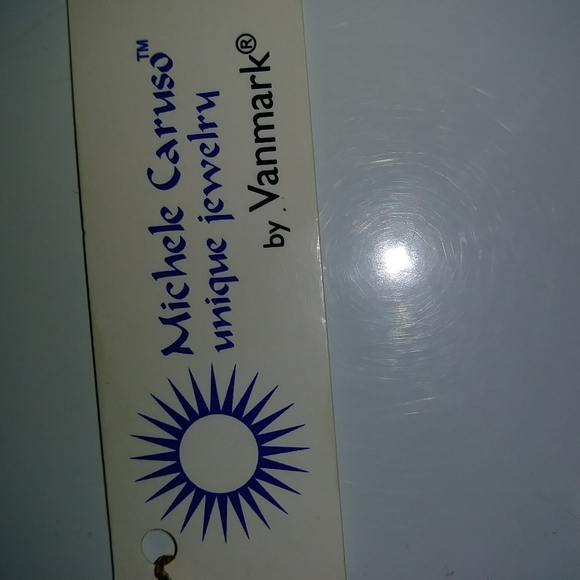 Michele Caruso™
unique jewelry
by Vanmark®